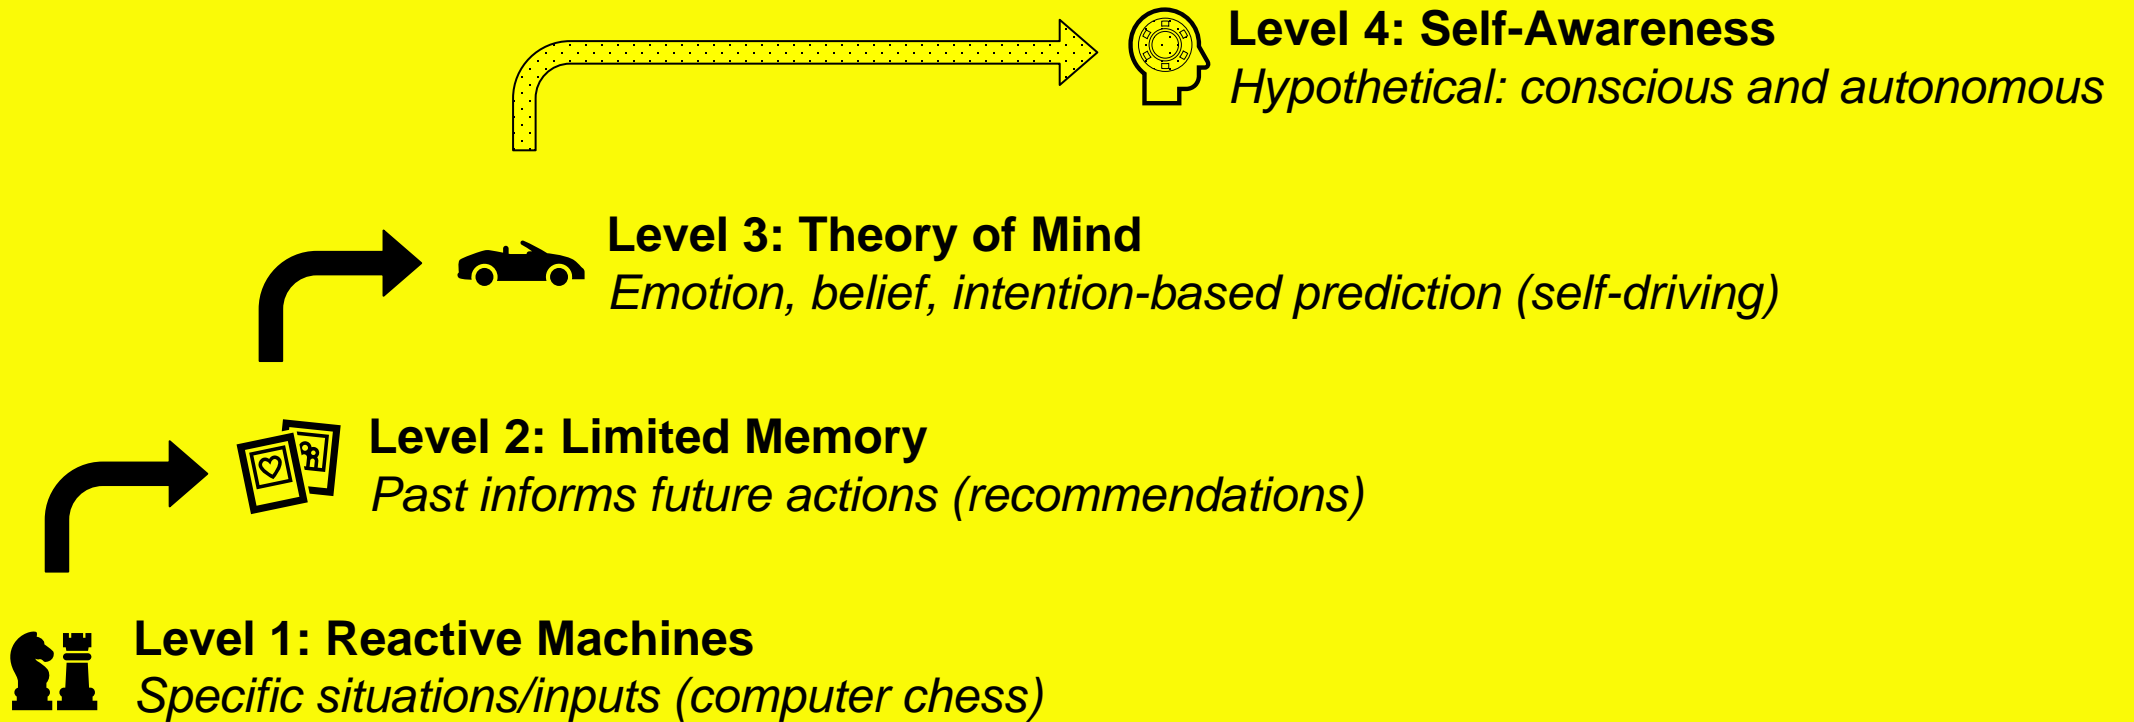 Level 4: Self-Awareness
Hypothetical: conscious and autonomous
Level 3: Theory of Mind
Emotion, belief, intention-based prediction (self-driving)
Level 2: Limited Memory
Past informs future actions (recommendations)
Level 1: Reactive Machines
Specific situations/inputs (computer chess)